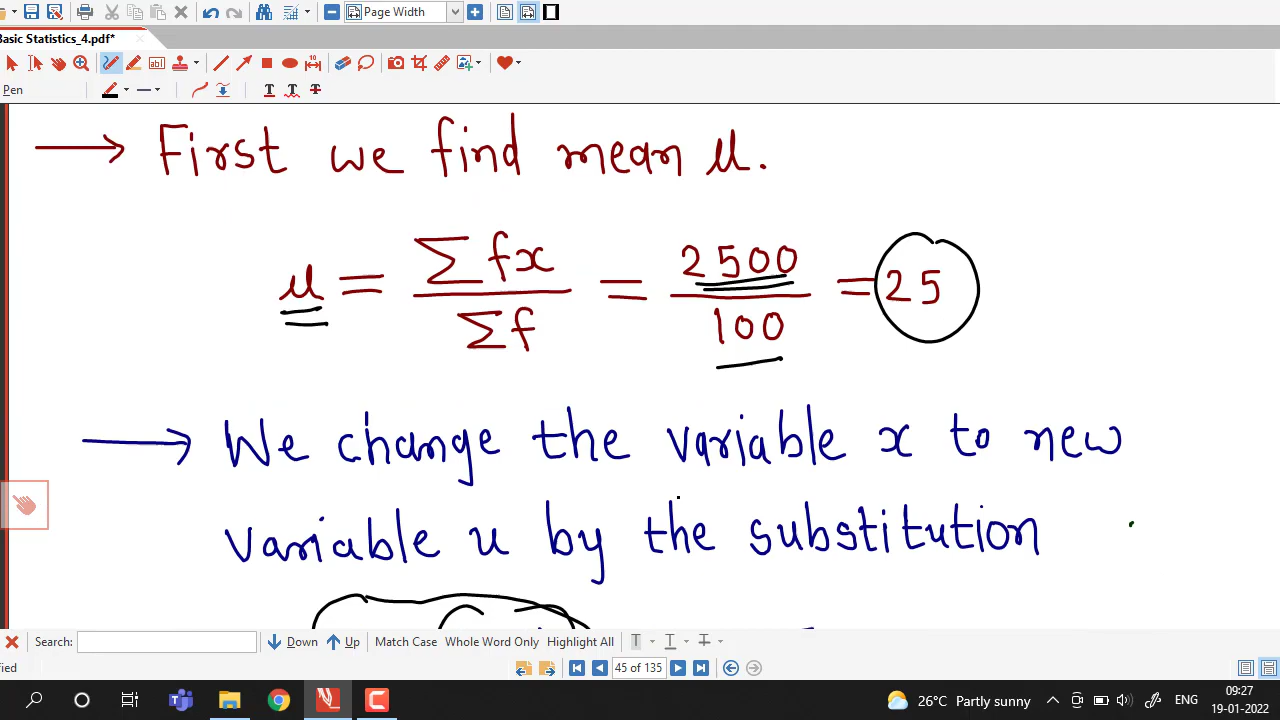 Page Width
Basic Statistics_4.pdf*
Pen
→ First we find mean μ.
μ = ∑fx / ∑f = 2500 / 100 = 25
→ We change the variable x to new
variable u by the substitution
Search: Down Up Match Case Whole Word Only Highlight All T T T
fied 45 of 135
26°C Partly sunny ENG 09:27
19-01-2022